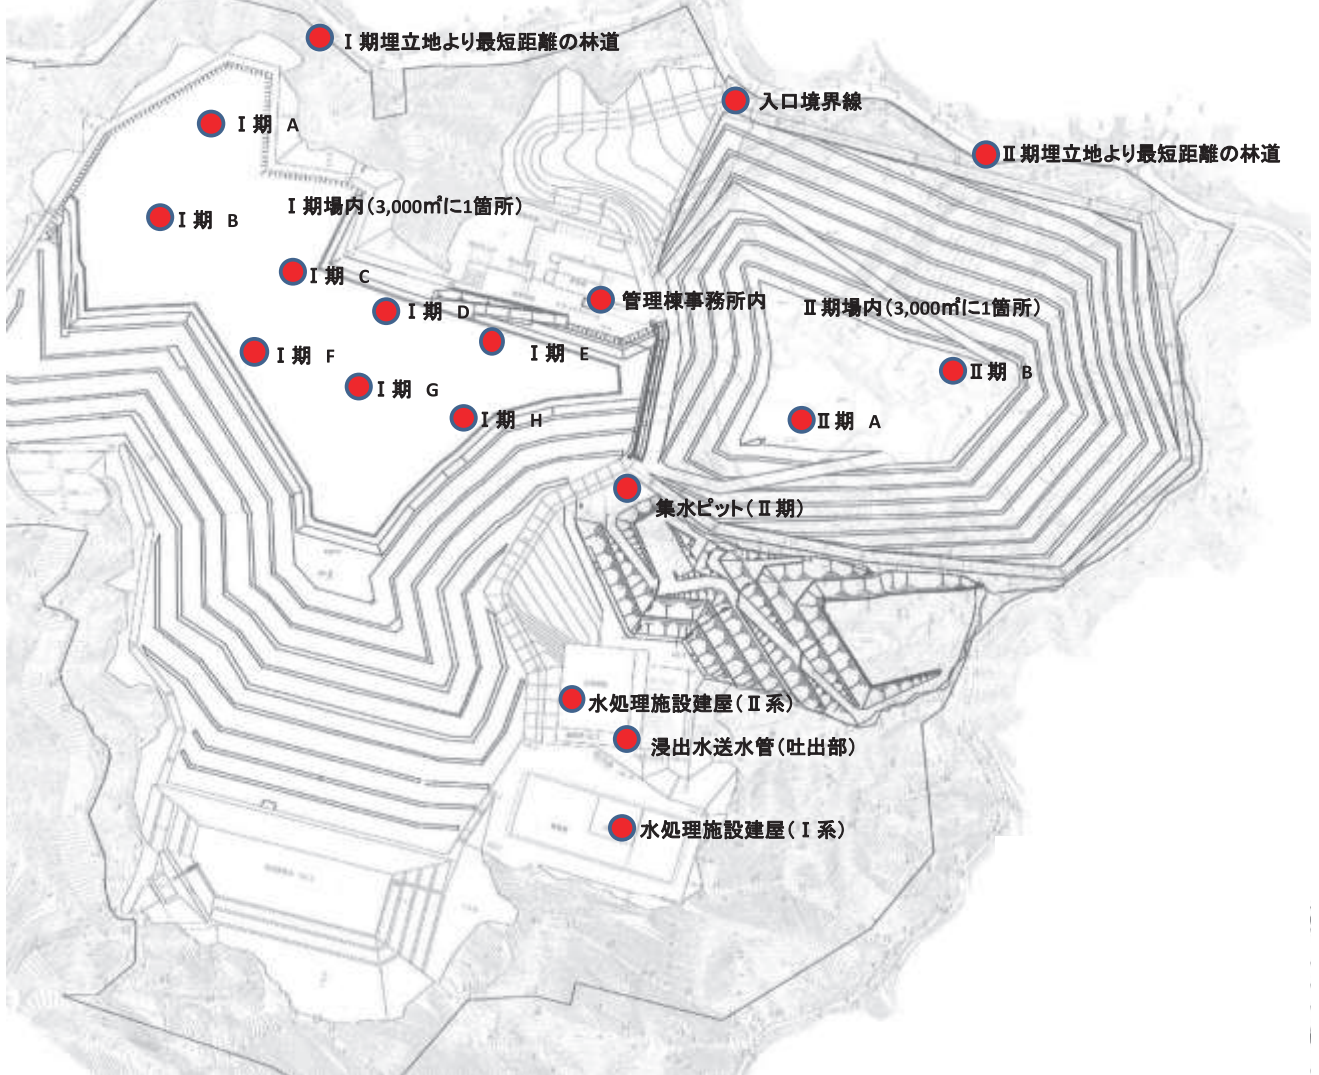 Ⅰ期埋立地より最短距離の林道
入口境界線
Ⅰ期 A
Ⅱ期埋立地より最短距離の林道
Ⅰ期場内（3,000㎡に1箇所）
Ⅰ期 B
Ⅰ期 C
管理棟事務所内
Ⅱ期場内（3,000㎡に1箇所）
Ⅰ期 D
Ⅰ期 E
Ⅰ期 F
Ⅱ期 B
Ⅰ期 G
Ⅰ期 H
Ⅱ期 A
集水ピット（Ⅱ期）
水処理施設建屋（Ⅱ系）
浸出水送水管（吐出部）
水処理施設建屋（Ⅰ系）